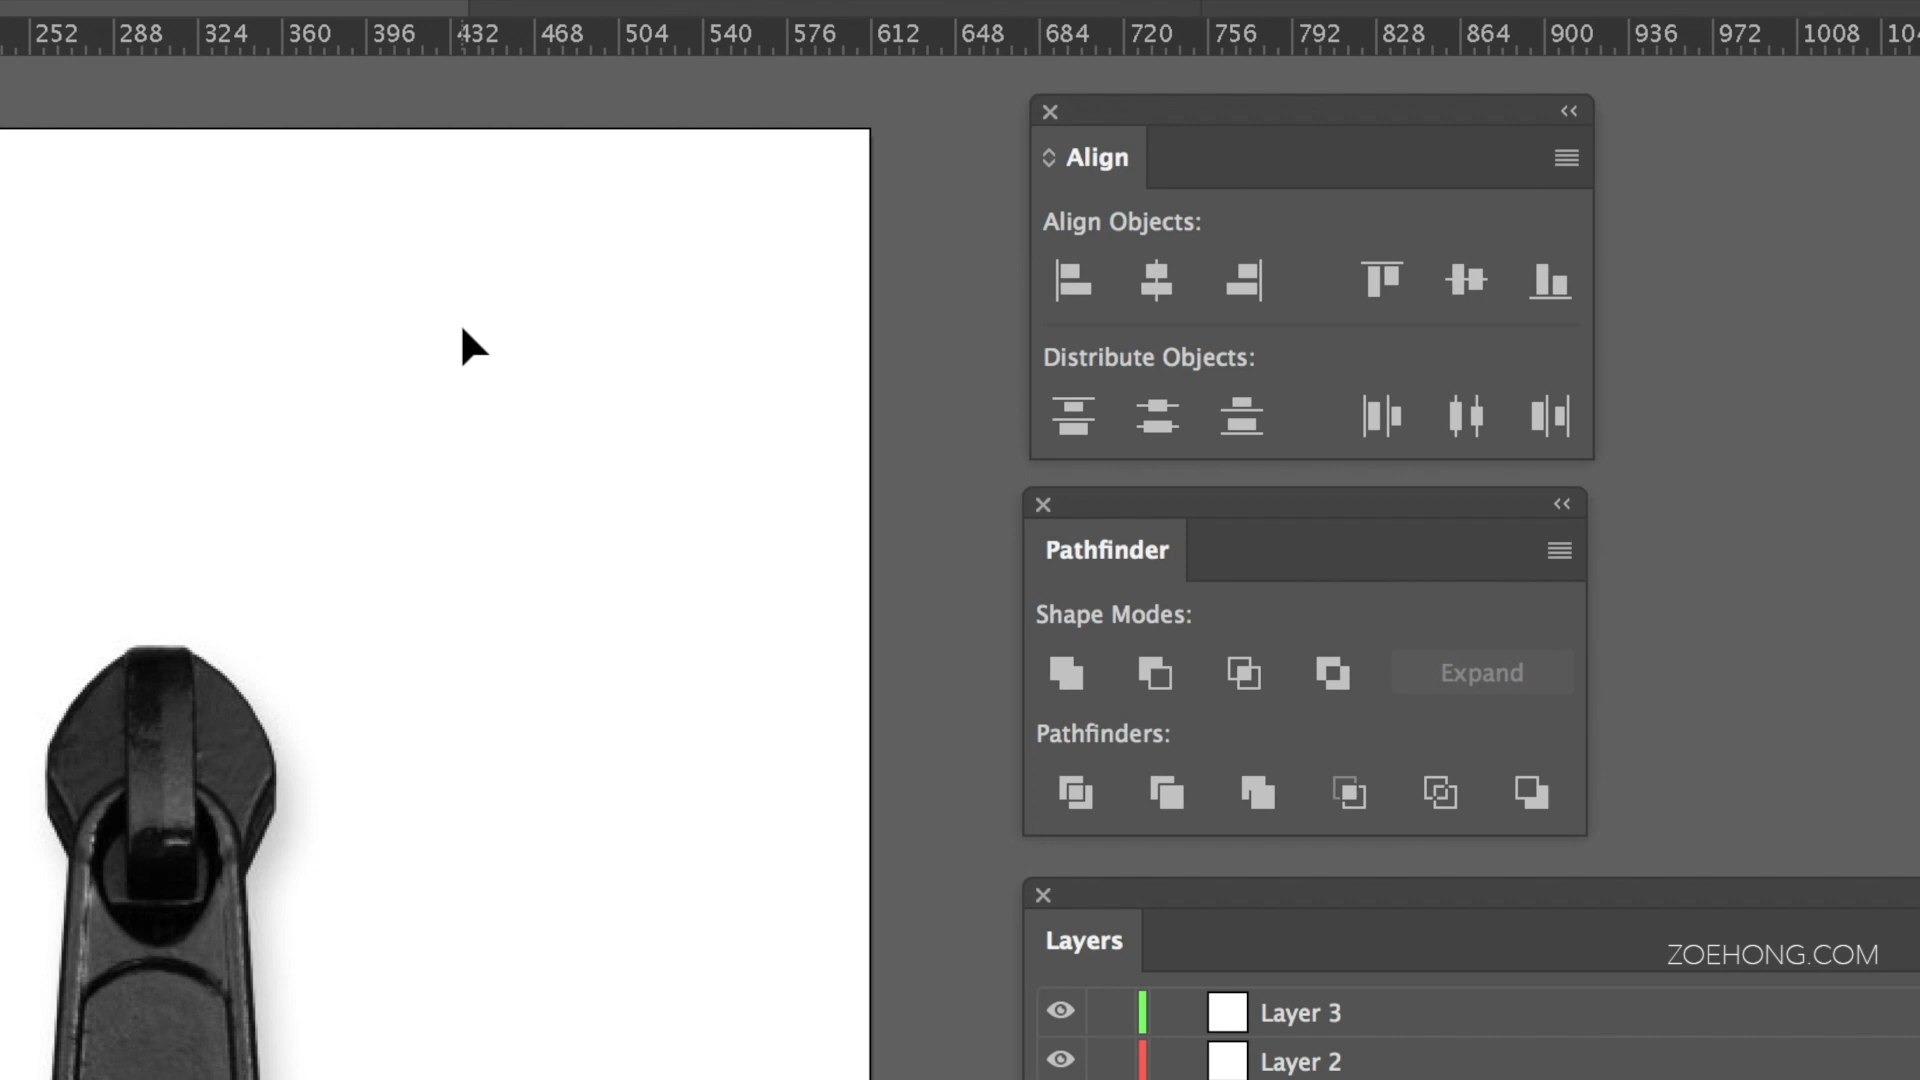 252 288 324 360 396 432 468 504 540 576 612 648 684 720 756 792 828 864 900 936 972 1008
Align
Align Objects:
Distribute Objects:
Pathfinder
Shape Modes:
Expand
Pathfinders:
Layers
ZOEHONG.COM
Layer 3
Layer 2